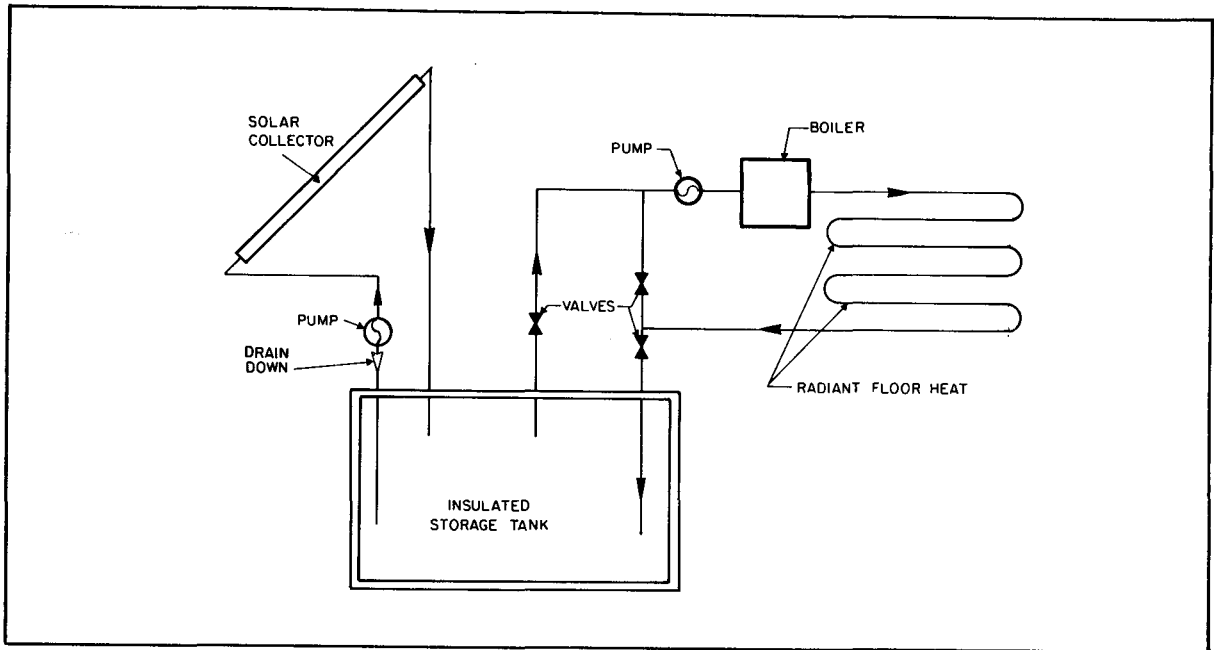 SOLAR
COLLECTOR
PUMP
BOILER
PUMP
VALVES
DRAIN
DOWN
RADIANT FLOOR HEAT
INSULATED
STORAGE TANK